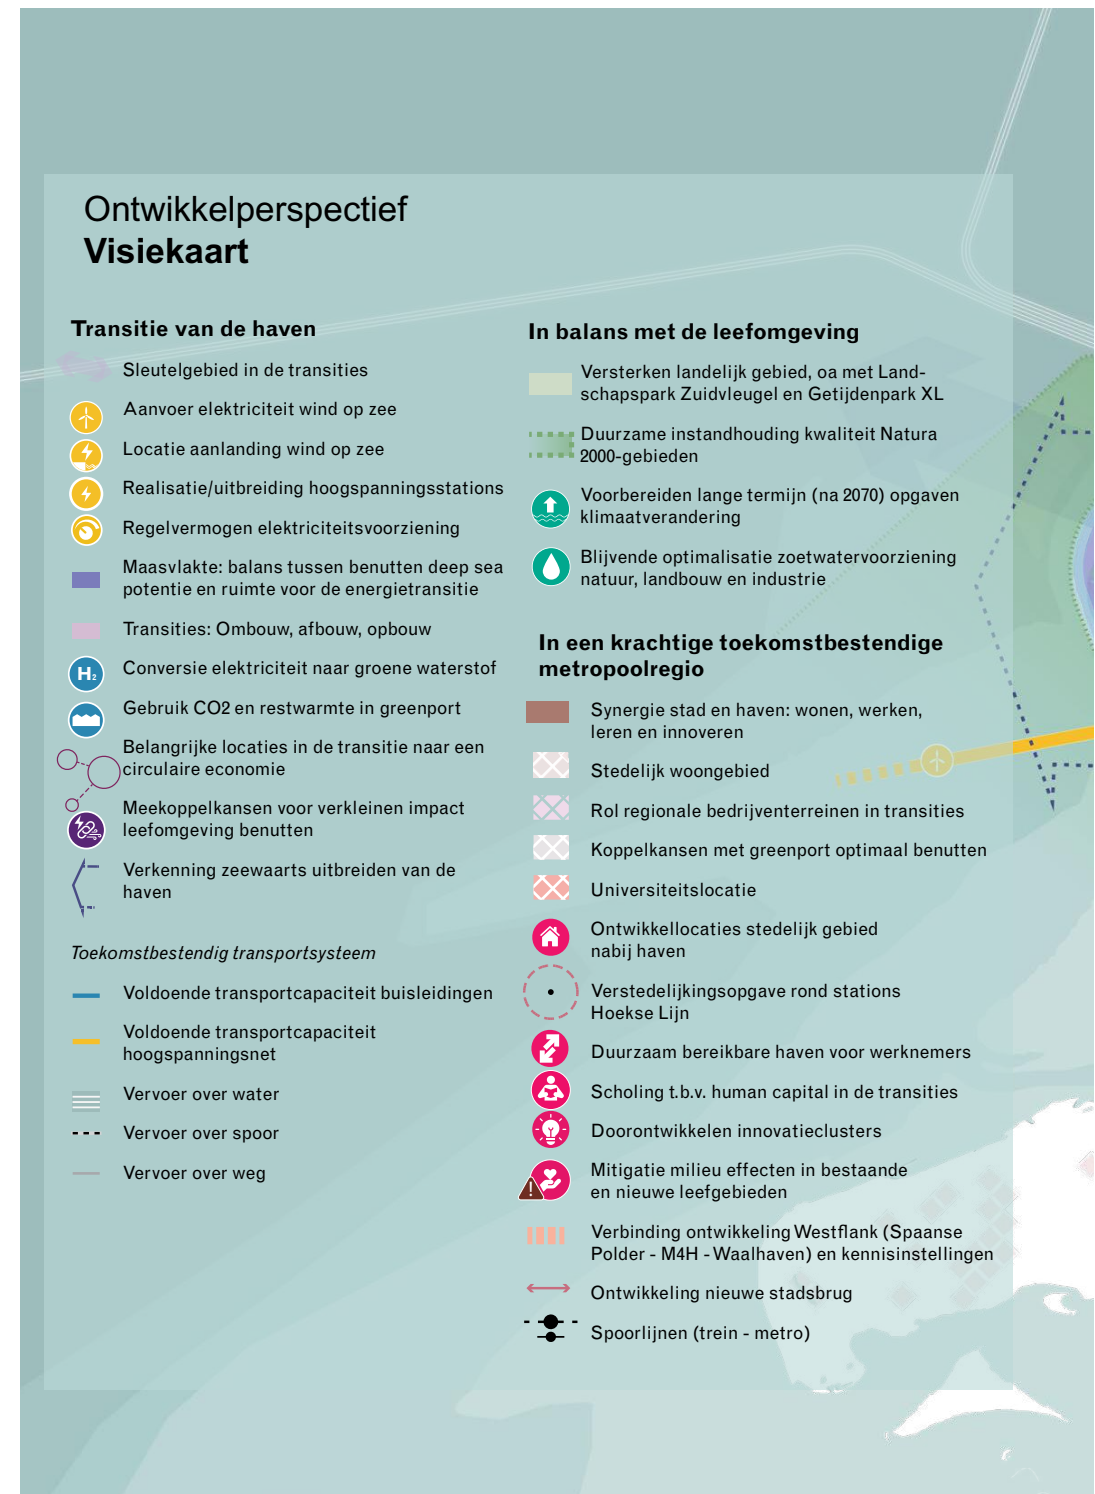 Ontwikkelperspectief
Visiekaart
Transitie van de haven
Sleutelgebied in de transities
Aanvoer elektriciteit wind op zee
Locatie aanlanding wind op zee
Realisatie/uitbreiding hoogspanningsstations
Regelvermogen elektriciteitsvoorziening
Maasvlakte: balans tussen benutten deep sea
potentie en ruimte voor de energietransitie
Transities: Ombouw, afbouw, opbouw
H2
Conversie elektriciteit naar groene waterstof
Gebruik CO2 en restwarmte in greenport
Belangrijke locaties in de transitie naar een
circulaire economie
Meekoppelkansen voor verkleinen impact
leefomgeving benutten
Verkenning zeewaarts uitbreiden van de
haven
Toekomstbestendig transportsysteem
Voldoende transportcapaciteit buisleidingen
Voldoende transportcapaciteit
hoogspanningsnet
Vervoer over water
Vervoer over spoor
Vervoer over weg
In balans met de leefomgeving
Versterken landelijk gebied, oa met Land-
schapspark Zuidvleugel en Getijdenpark XL
Duurzame instandhouding kwaliteit Natura
2000-gebieden
Voorbereiden lange termijn (na 2070) opgaven
klimaatverandering
Blijvende optimalisatie zoetwatervoorziening
natuur, landbouw en industrie
In een krachtige toekomstbestendige
metropoolregio
Synergie stad en haven: wonen, werken,
leren en innoveren
Stedelijk woongebied
Rol regionale bedrijventerreinen in transities
Koppelkansen met greenport optimaal benutten
Universiteitslocatie
Ontwikkellocaties stedelijk gebied
nabij haven
Verstedelijkingsopgave rond stations
Hoekse Lijn
Duurzaam bereikbare haven voor werknemers
Scholing t.b.v. human capital in de transities
Doorontwikkelen innovatieclusters
Mitigatie milieu effecten in bestaande
en nieuwe leefgebieden
Verbinding ontwikkeling Westflank (Spaanse
Polder - M4H - Waalhaven) en kennisinstellingen
Ontwikkeling nieuwe stadsbrug
Spoorlijnen (trein - metro)